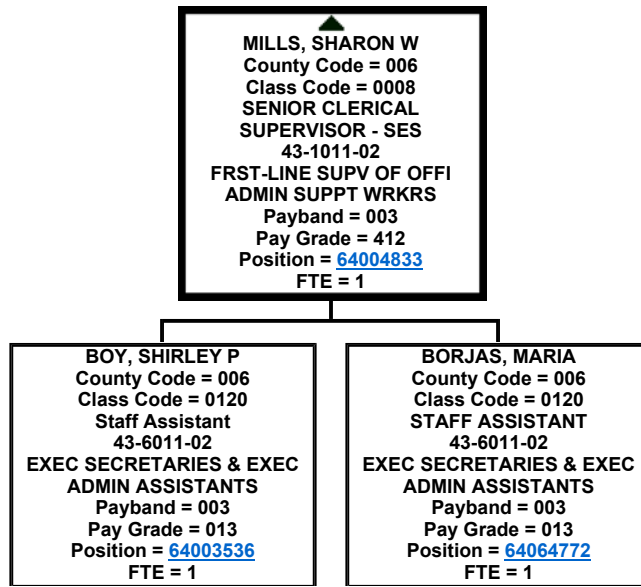 MILLS, SHARON W
County Code = 006
Class Code = 0008
SENIOR CLERICAL
SUPERVISOR - SES
43-1011-02
FRST-LINE SUPV OF OFFI
ADMIN SUPPT WRKRS
Payband = 003
Pay Grade = 412
Position = 64004833
FTE = 1
BOY, SHIRLEY P
County Code = 006
Class Code = 0120
Staff Assistant
43-6011-02
EXEC SECRETARIES & EXEC
ADMIN ASSISTANTS
Payband = 003
Pay Grade = 013
Position = 64003536
FTE = 1
BORJAS, MARIA
County Code = 006
Class Code = 0120
STAFF ASSISTANT
43-6011-02
EXEC SECRETARIES & EXEC
ADMIN ASSISTANTS
Payband = 003
Pay Grade = 013
Position = 64064772
FTE = 1